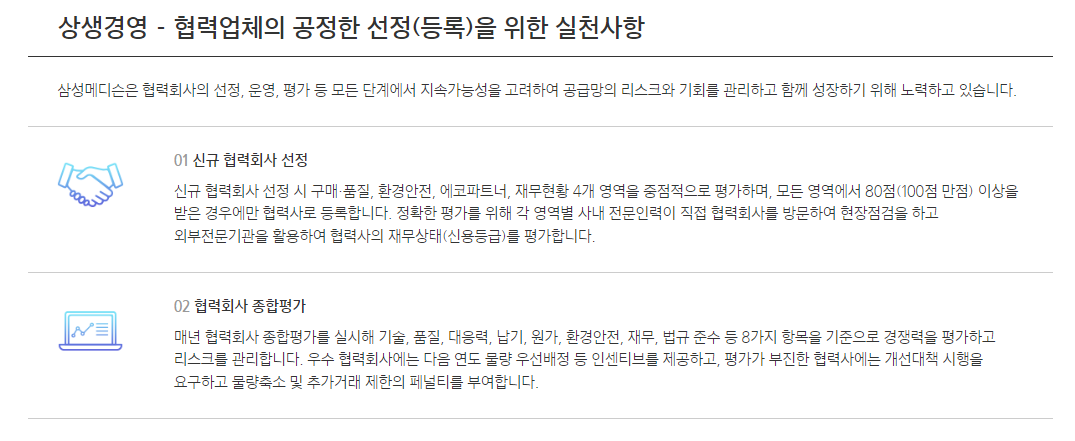 상생경영 - 협력업체의 공정한 선정(등록)을 위한 실천사항
삼성메디슨은 협력회사의 선정, 운영, 평가 등 모든 단계에서 지속가능성을 고려하여 공급망의 리스크와 기회를 관리하고 함께 성장하기 위해 노력하고 있습니다.
01 신규 협력회사 선정
신규 협력회사 선정 시 구매·품질, 환경안전, 에코파트너, 재무현황 4개 영역을 중점적으로 평가하며, 모든 영역에서 80점(100점 만점) 이상을
받은 경우에만 협력사로 등록합니다. 정확한 평가를 위해 각 영역별 사내 전문인력이 직접 협력회사를 방문하여 현장점검을 하고
외부전문기관을 활용하여 협력사의 재무상태(신용등급)를 평가합니다.
02 협력회사 종합평가
매년 협력회사 종합평가를 실시해 기술, 품질, 대응력, 납기, 원가, 환경안전, 재무, 법규 준수 등 8가지 항목을 기준으로 경쟁력을 평가하고
리스크를 관리합니다. 우수 협력회사에는 다음 연도 물량 우선배정 등 인센티브를 제공하고, 평가가 부진한 협력사에는 개선대책 시행을
요구하고 물량축소 및 추가거래 제한의 페널티를 부여합니다.